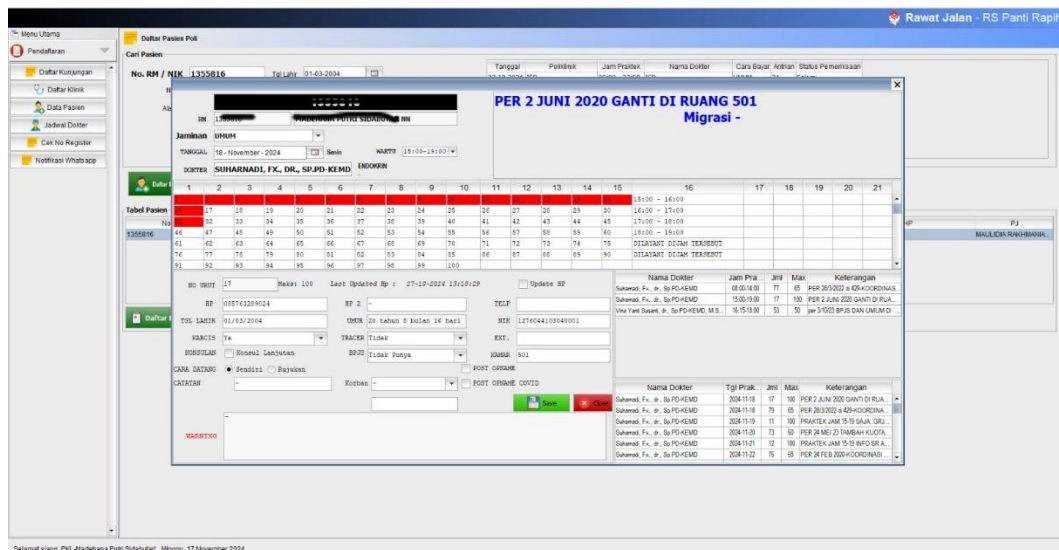 Rawat Jalan - RS Panti Rapih
Menu Utama
Pendaftaran
Daftar Kunjungan
Daftar Klinik
Data Pasien
Jadwal Dokter
Cek No Register
Notifikasi Whatsapp
Daftar Pasien Poli
Cari Pasien
No. RM / NIK 1355816 Tgl Lahir 01-03-2004
Tanggal Poliklinik Jam Praktek Nama Dokter Cara Bayar Antrian Status Pemeriksaan
PER 2 JUNI 2020 GANTI DI RUANG 501
Migrasi -
RM
Jaminan UMUM
TANGGAL 18 - November - 2024 Senin WAKTU 15:00-19:00
DOKTER SUHARNADI, FX., DR., SP.PD-KEMD ENDOKRIN
1 2 3 4 5 6 7 8 9 10 11 12 13 14 15 16 17 18 19 20 21
15:00 - 16:00
17 18 19 20 21 22 23 24 25 26 27 28 29 30 16:00 - 17:00
32 33 34 35 36 37 38 39 40 41 42 43 44 45 17:00 - 18:00
46 47 48 49 50 51 52 53 54 55 56 57 58 59 60 18:00 - 19:00
61 62 63 64 65 66 67 68 69 70 71 72 73 74 75 DILAYANI DIJAM TERSEBUT
76 77 78 79 80 81 82 83 84 85 86 87 88 89 90 DILAYANI DIJAM TERSEBUT
91 92 93 94 95 96 97 98 99 100
Tabel Pasien
No
PJ
1355816
MAULIDIA RAKHMANIA...
NO URUT 17 Maks: 100 Last Updated Hp : 27-10-2024 13:18:29 Update HP
HP 085763289024 HP 2 - TELP
TGL LAHIR 01/03/2004 UMUR 20 tahun 8 bulan 16 hari NIK 1276044103040001
KARCIS Ya TRACER Tidak EXT.
KONSULAN Konsul Lanjutan BPJS Tidak Punya KAMAR 501
CARA DATANG Sendiri Rujukan POST OPNAME
CATATAN - Korban - POST OPNAME COVID
Save Close
WARNING -
Nama Dokter Jam Pra... Jml Max Keterangan
Suharnadi, Fx., dr., Sp.PD-KEMD 08:00-14:00 77 65 PER 28/3/2022 di 429-KOORDINAS...
Suharnadi, Fx., dr., Sp.PD-KEMD 15:00-19:00 17 100 PER 2 JUNI 2020 GANTI DI RUA...
Vina Yanti Susanti, dr., Sp.PD-KEMD, M.S... 16:15-18:00 53 50 per 3/10/23 BPJS DAN UMUM DI ...
Nama Dokter Tgl Prak... Jml Max Keterangan
Suharnadi, Fx., dr., Sp.PD-KEMD 2024-11-18 17 100 PER 2 JUNI 2020 GANTI DI RUA...
Suharnadi, Fx., dr., Sp.PD-KEMD 2024-11-18 79 65 PER 28/3/2022 di 429-KOORDINA...
Suharnadi, Fx., dr., Sp.PD-KEMD 2024-11-19 11 100 PRAKTEK JAM 15-19 SAJA, GRJ...
Suharnadi, Fx., dr., Sp.PD-KEMD 2024-11-20 73 60 PER 24 MEI 23 TAMBAH KUOTA...
Suharnadi, Fx., dr., Sp.PD-KEMD 2024-11-21 12 100 PRAKTEK JAM 15-19 INFO SR A...
Suharnadi, Fx., dr., Sp.PD-KEMD 2024-11-22 76 65 PER 24 FEB 2020-KOORDINASI ...
Selamat siang, PKL-Madehana Putri Sidabutar!, Minggu, 17 November 2024